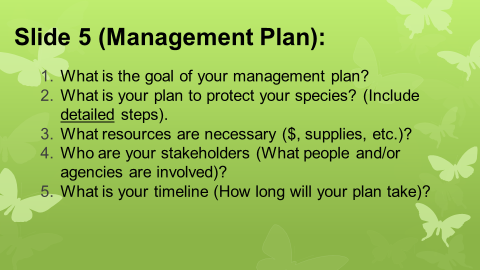 Slide 5 (Management Plan):
1. What is the goal of your management plan?
2. What is your plan to protect your species? (Include
detailed steps).
3. What resources are necessary ($, supplies, etc.)?
4. Who are your stakeholders (What people and/or
agencies are involved)?
5. What is your timeline (How long will your plan take)?